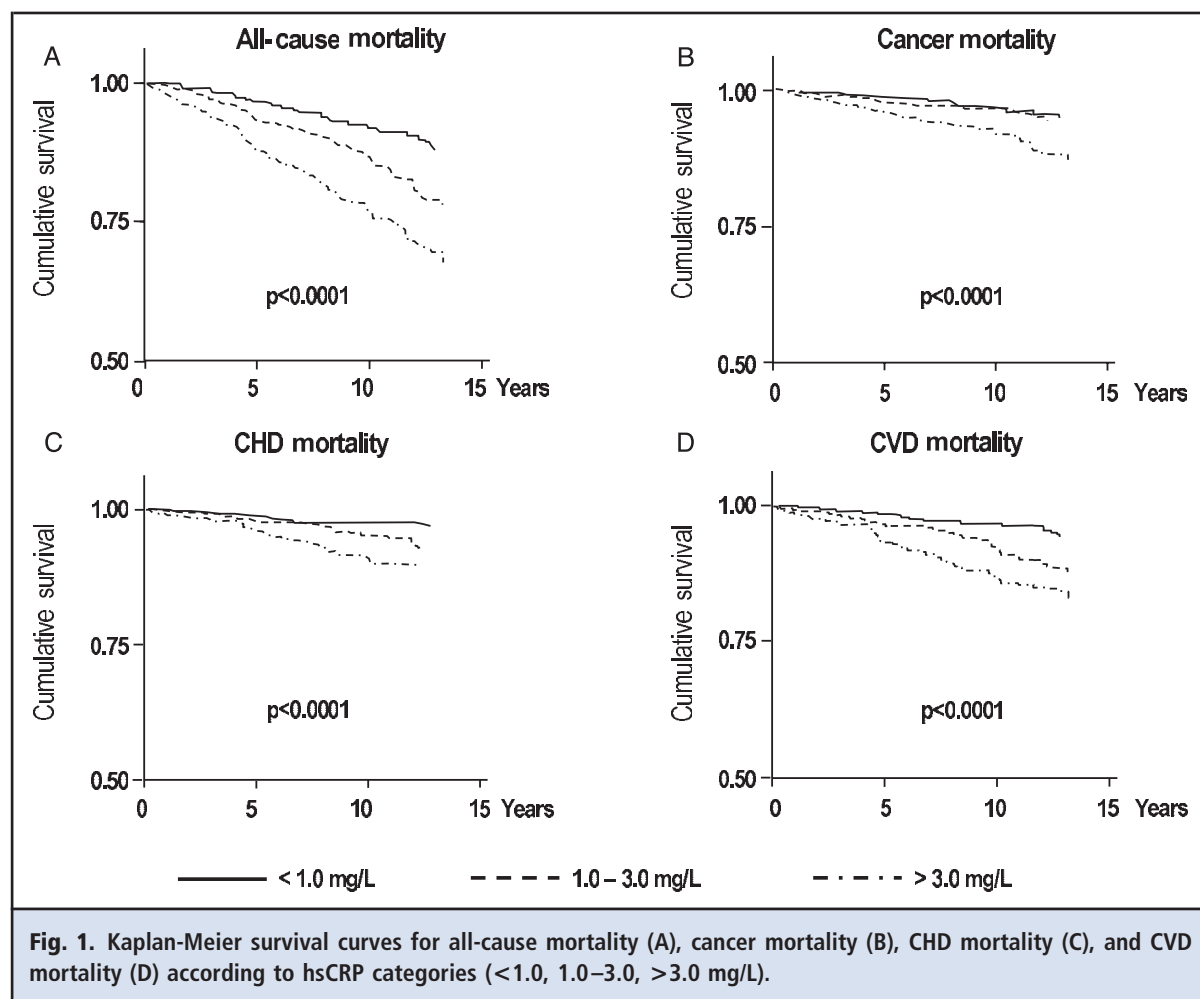 A
All-cause mortality
Cumulative survival
1.00
0.75
0.50
p<0.0001
0 5 10 15 Years
B
Cancer mortality
Cumulative survival
1.00
0.75
0.50
p<0.0001
0 5 10 15 Years
C
CHD mortality
Cumulative survival
1.00
0.75
0.50
p<0.0001
0 5 10 15 Years
D
CVD mortality
Cumulative survival
1.00
0.75
0.50
p<0.0001
0 5 10 15 Years
< 1.0 mg/L 1.0 – 3.0 mg/L > 3.0 mg/L
Fig. 1. Kaplan-Meier survival curves for all-cause mortality (A), cancer mortality (B), CHD mortality (C), and CVD
mortality (D) according to hsCRP categories (<1.0, 1.0–3.0, >3.0 mg/L).